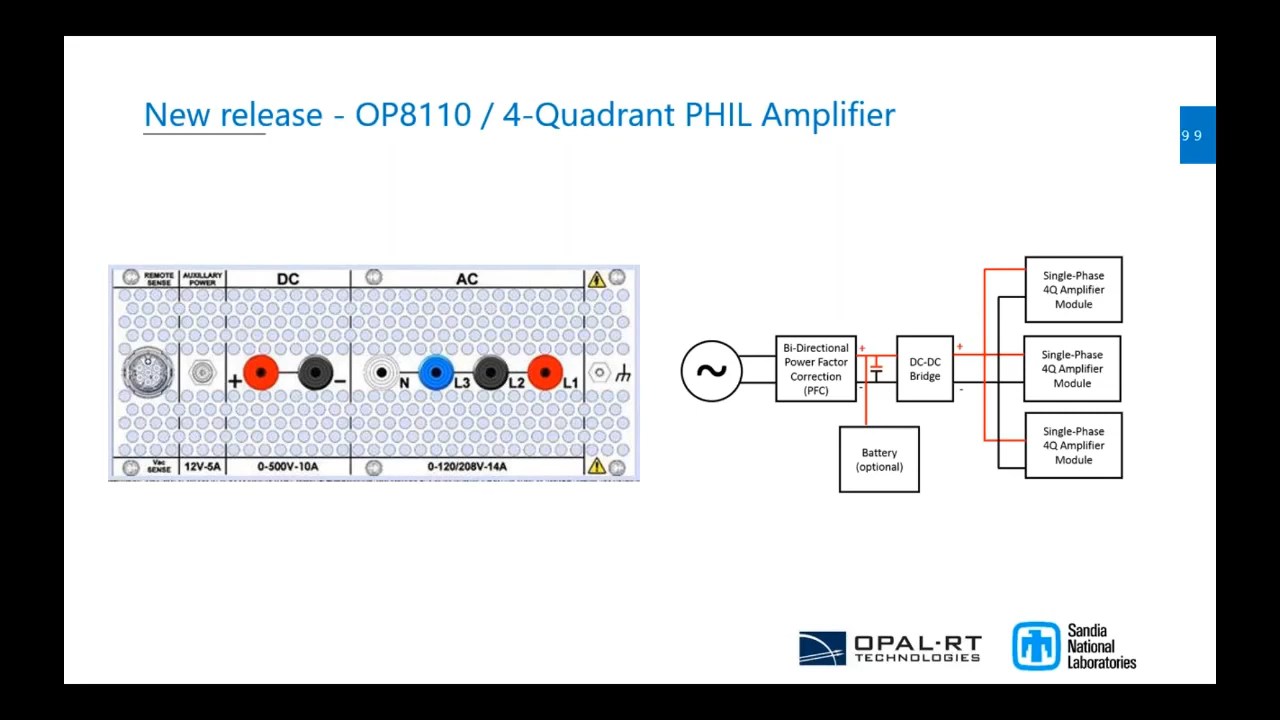 New release - OP8110 / 4-Quadrant PHIL Amplifier
9 9
REMOTE
SENSE
AUXILLARY
POWER
DC
AC
+
-
N
L3
L2
L1
Vac
SENSE
12V-5A
0-500V-10A
0-120/208V-14A
Bi-Directional
Power Factor
Correction
(PFC)
+
-
DC-DC
Bridge
+
-
Battery
(optional)
Single-Phase
4Q Amplifier
Module
Single-Phase
4Q Amplifier
Module
Single-Phase
4Q Amplifier
Module
OPAL-RT
TECHNOLOGIES
Sandia
National
Laboratories